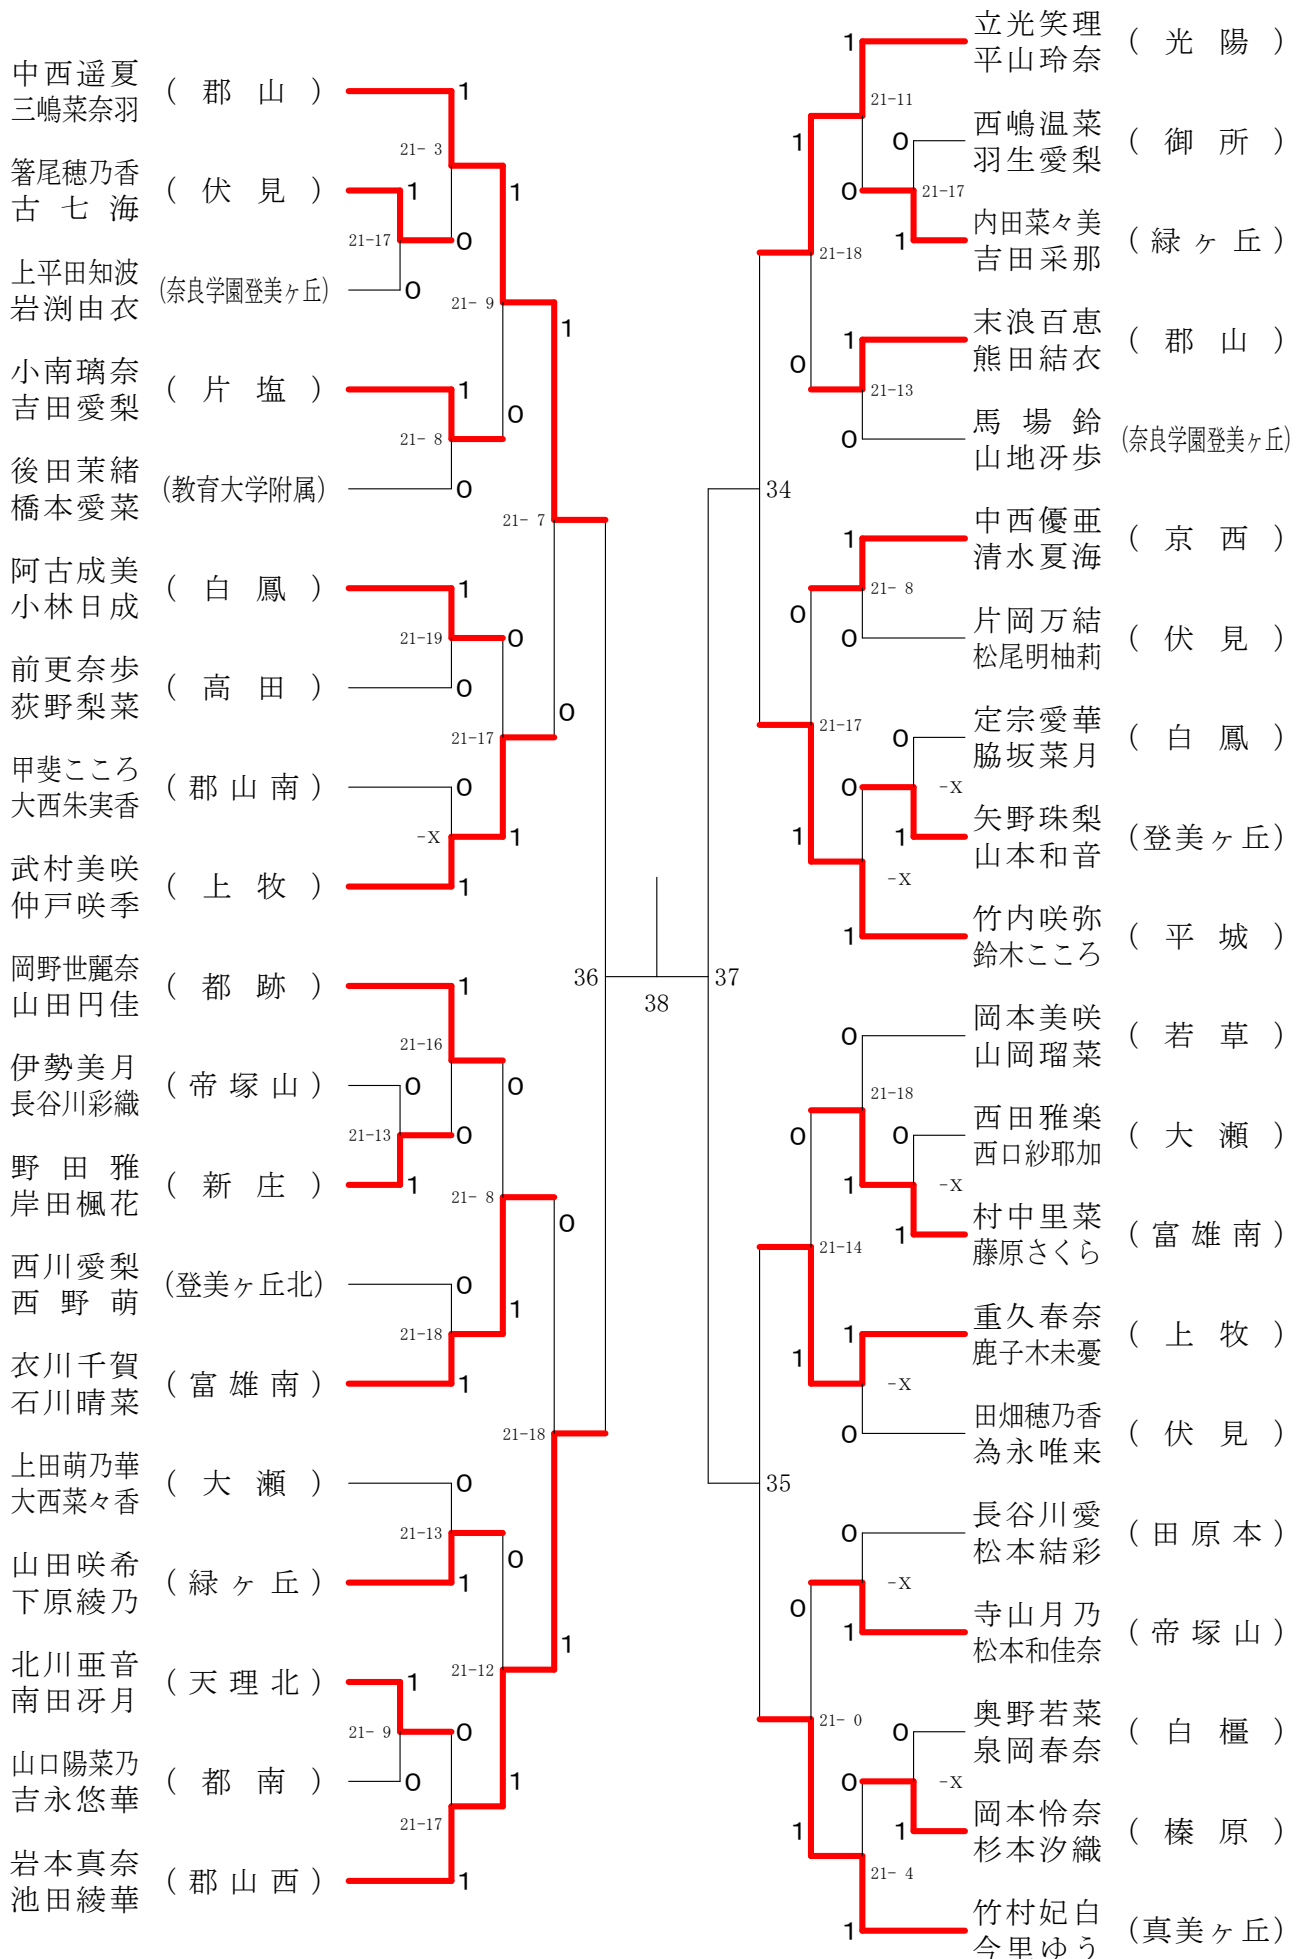 中西遥夏
三嶋菜奈羽
( 郡 山 )
1
21- 3
箸尾穂乃香
古 七 海
( 伏 見 )
1
1
21-17
0
上平田知波
岩渕由衣
(奈良学園登美ヶ丘)
0
21- 9
1
小南璃奈
吉田愛梨
( 片 塩 )
1
0
21- 8
後田茉緒
橋本愛菜
(教育大学附属)
0
21- 7
阿古成美
小林日成
( 白 鳳 )
1
21-19
0
前更奈歩
荻野梨菜
( 高 田 )
0
0
21-17
甲斐こころ
大西朱実香
( 郡 山 南 )
0
-X
1
武村美咲
仲戸咲季
( 上 牧 )
1
36
38
37
岡野世麗奈
山田円佳
( 都 跡 )
1
21-16
伊勢美月
長谷川彩織
( 帝 塚 山 )
0
0
21-13
0
野 田 雅
岸田楓花
( 新 庄 )
1
21- 8
0
西川愛梨
西 野 萌
(登美ヶ丘北)
0
1
21-18
衣川千賀
石川晴菜
( 富 雄 南 )
1
21-18
上田萌乃華
大西菜々香
( 大 瀬 )
0
21-13
0
山田咲希
下原綾乃
( 緑 ヶ 丘 )
1
1
21-12
北川亜音
南田冴月
( 天 理 北 )
1
21- 9
0
山口陽菜乃
吉永悠華
( 都 南 )
0
1
21-17
岩本真奈
池田綾華
( 郡 山 西 )
1
1
立光笑理
平山玲奈
( 光 陽 )
21-11
1
0
西嶋温菜
羽生愛梨
( 御 所 )
0
21-17
1
内田菜々美
吉田采那
( 緑 ヶ 丘 )
21-18
1
末浪百恵
熊田結衣
( 郡 山 )
0
21-13
0
馬 場 鈴
山地冴歩
(奈良学園登美ヶ丘)
34
1
中西優亜
清水夏海
( 京 西 )
21- 8
0
0
片岡万結
松尾明柚莉
( 伏 見 )
21-17
0
定宗愛華
脇坂菜月
( 白 鳳 )
0
-X
1
1
矢野珠梨
山本和音
(登美ヶ丘)
-X
1
竹内咲弥
鈴木こころ
( 平 城 )
0
岡本美咲
山岡瑠菜
( 若 草 )
21-18
0
0
西田雅楽
西口紗耶加
( 大 瀬 )
1
-X
1
村中里菜
藤原さくら
( 富 雄 南 )
21-14
1
重久春奈
鹿子木未憂
( 上 牧 )
1
-X
0
田畑穂乃香
為永唯来
( 伏 見 )
35
0
長谷川愛
松本結彩
( 田 原 本 )
-X
0
1
寺山月乃
松本和佳奈
( 帝 塚 山 )
21- 0
0
奥野若菜
泉岡春奈
( 白 橿 )
0
-X
1
1
岡本怜奈
杉本汐織
( 榛 原 )
21- 4
1
竹村妃白
今里ゆう
(真美ヶ丘)